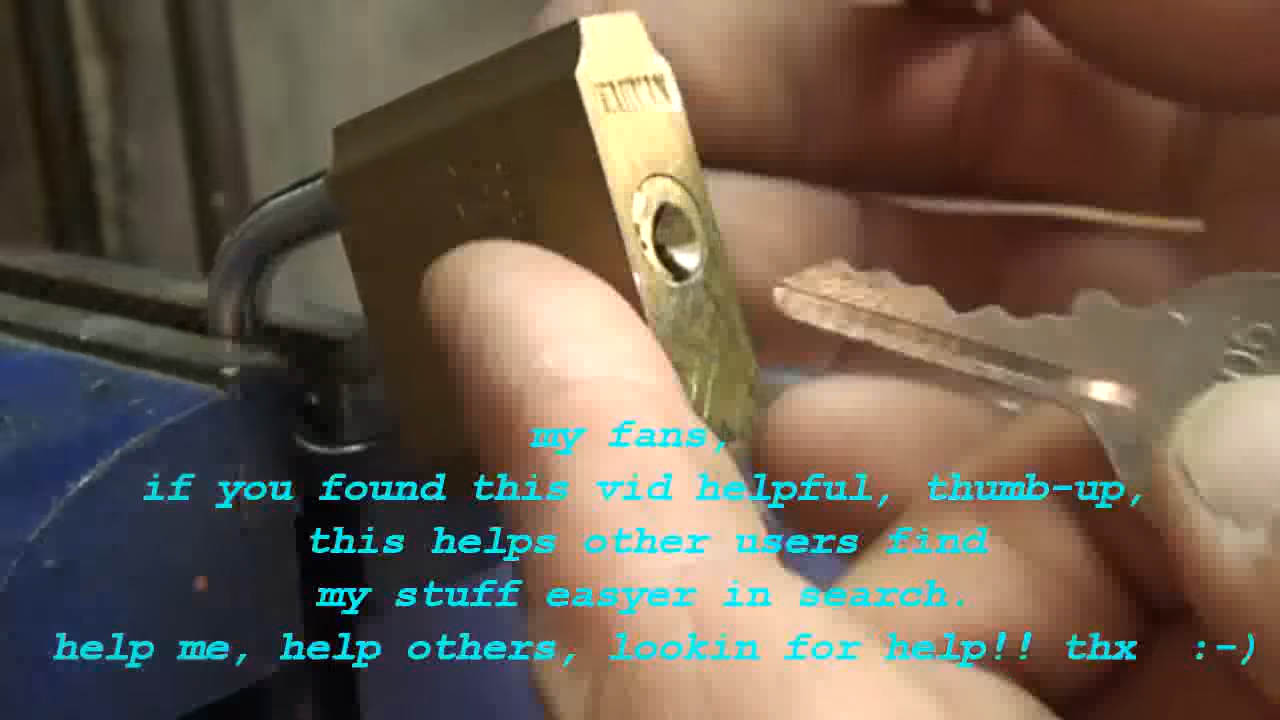 my fans,
if you found this vid helpful, thumb-up,
this helps other users find
my stuff easyer in search.
help me, help others, lookin for help!! thx :-)